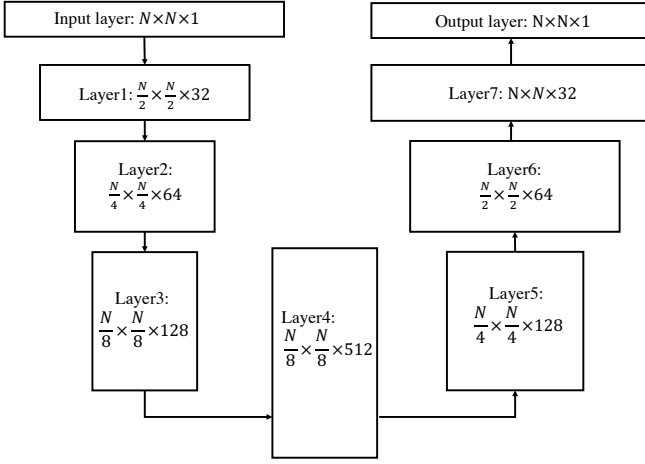 Input layer: N×N×1
Layer1: N/2×N/2×32
Layer2:
N/4×N/4×64
Layer3:
N/8×N/8×128
Layer4:
N/8×N/8×512
Layer5:
N/4×N/4×128
Layer6:
N/2×N/2×64
Layer7: N×N×32
Output layer: N×N×1